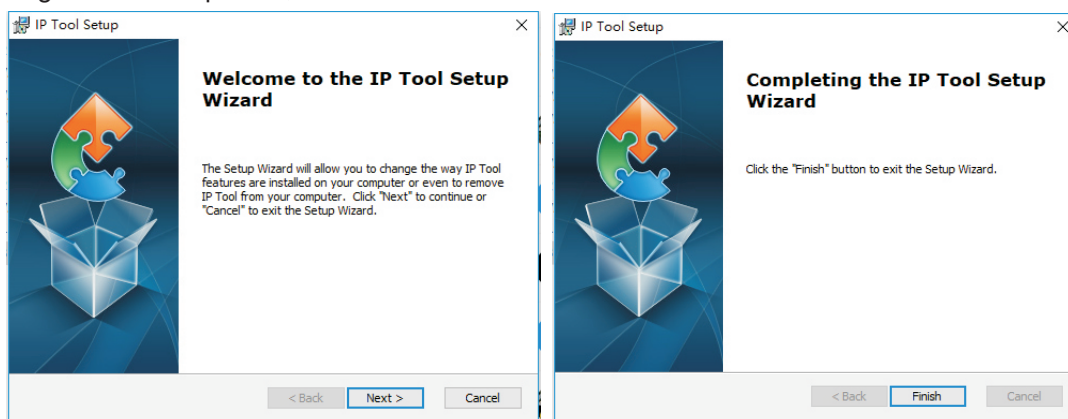 IP Tool Setup
Welcome to the IP Tool Setup
Wizard
The Setup Wizard will allow you to change the way IP Tool
features are installed on your computer or even to remove
IP Tool from your computer. Click "Next" to continue or
"Cancel" to exit the Setup Wizard.
< Back Next > Cancel
IP Tool Setup
Completing the IP Tool Setup
Wizard
Click the "Finish" button to exit the Setup Wizard.
< Back Finish Cancel